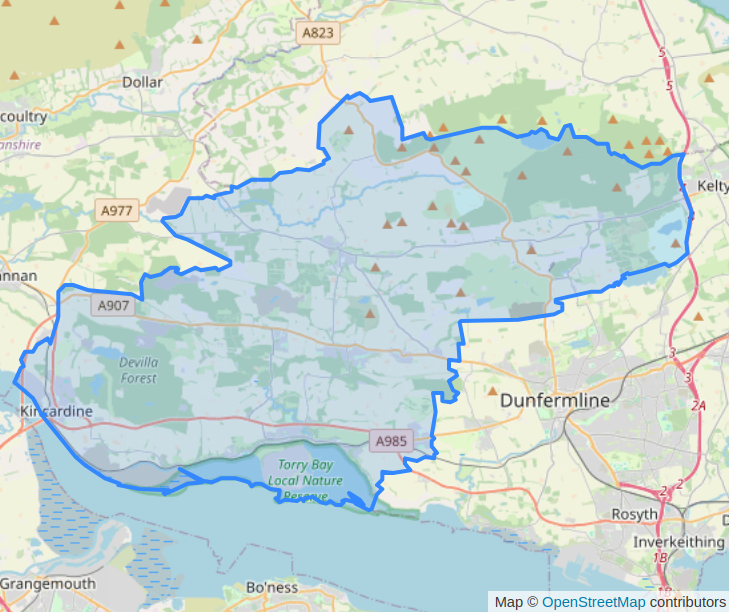 A823
5
Dollar
5
coultry
anshire
Kelty
A977
nnan
A907
3
Devilla
Forest
3
2A
Dunfermline
Kincardine
A985
Torry Bay
Local Nature
Reserve
2
2
Rosyth
Inverkeithing
1B
Grangemouth
Bo'ness
Map © OpenStreetMap contributors